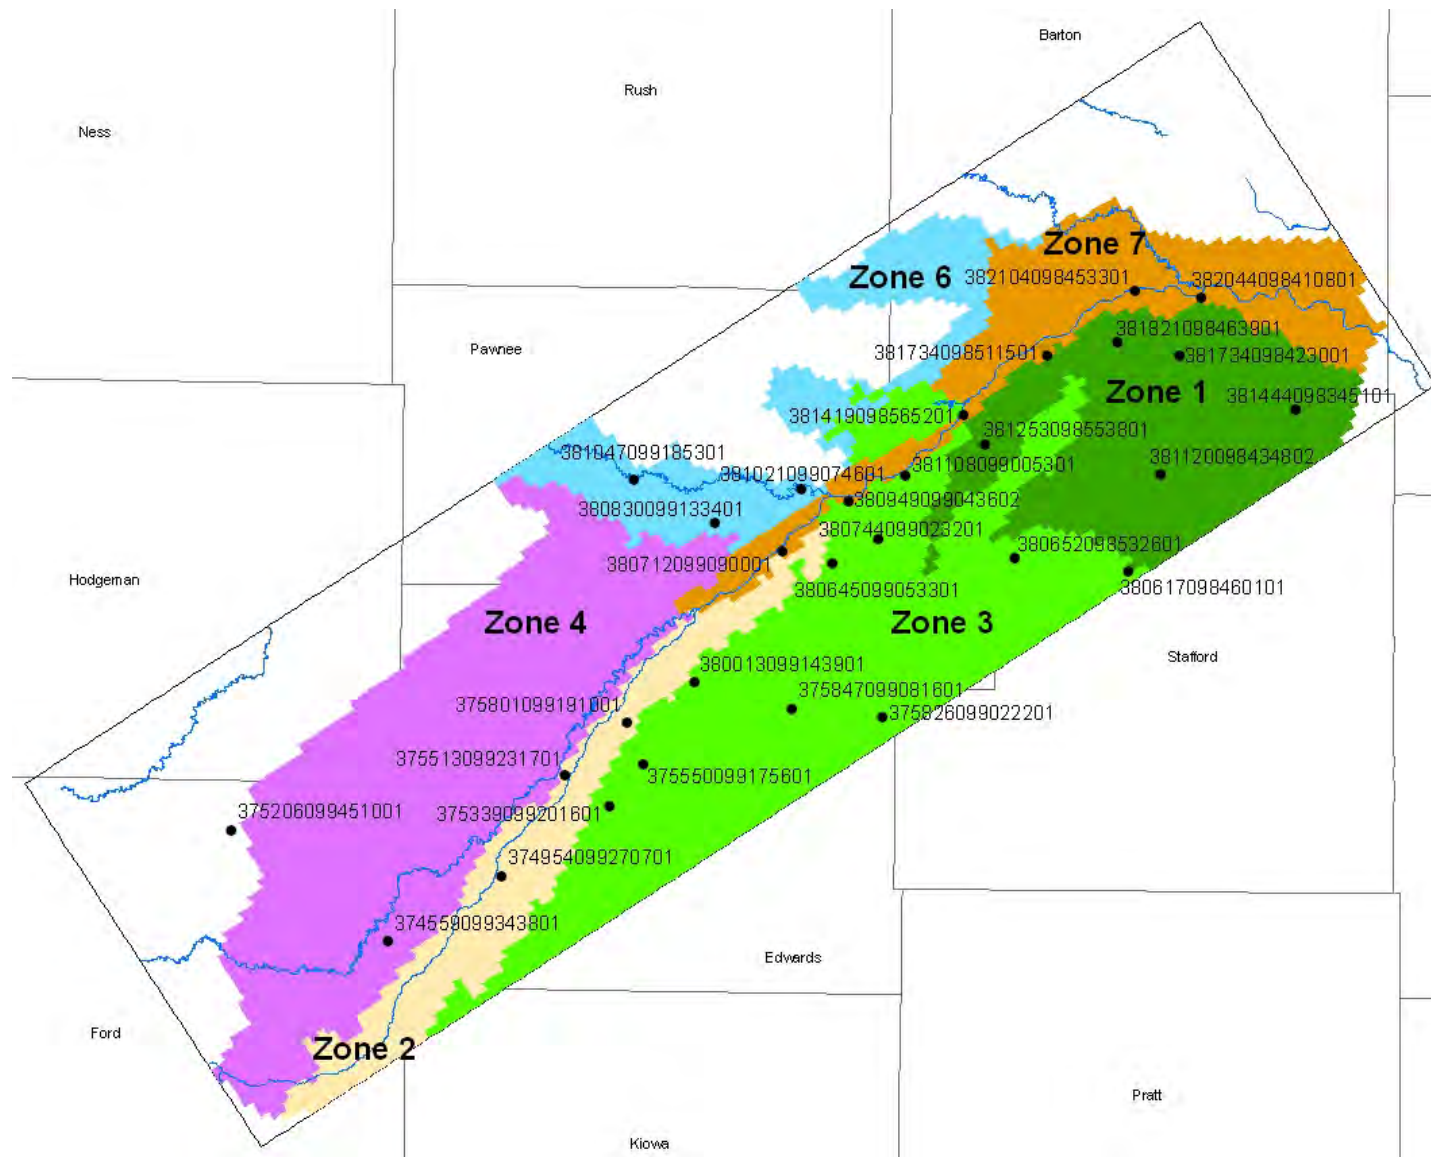 Barton
Rush
Ness
Zone 7
Zone 6
382104098453301
382044098410801
381821098463901
Pawnee
381734098511501
381734098423001
Zone 1
381444098345101
381419098565201
381253098553801
381047099185301
381021099074601
381108099005301
381120098434802
380949099043602
380830099133401
380744099023201
380652098532601
380712099090001
Hodgeman
380645099053301
380617098460101
Zone 4
Zone 3
Stafford
380013099143901
375847099081601
375801099191001
375826099022201
375513099231701
375550099175601
375206099451001
375339099201601
374954099270701
374559099343801
Edwards
Ford
Zone 2
Pratt
Kiowa